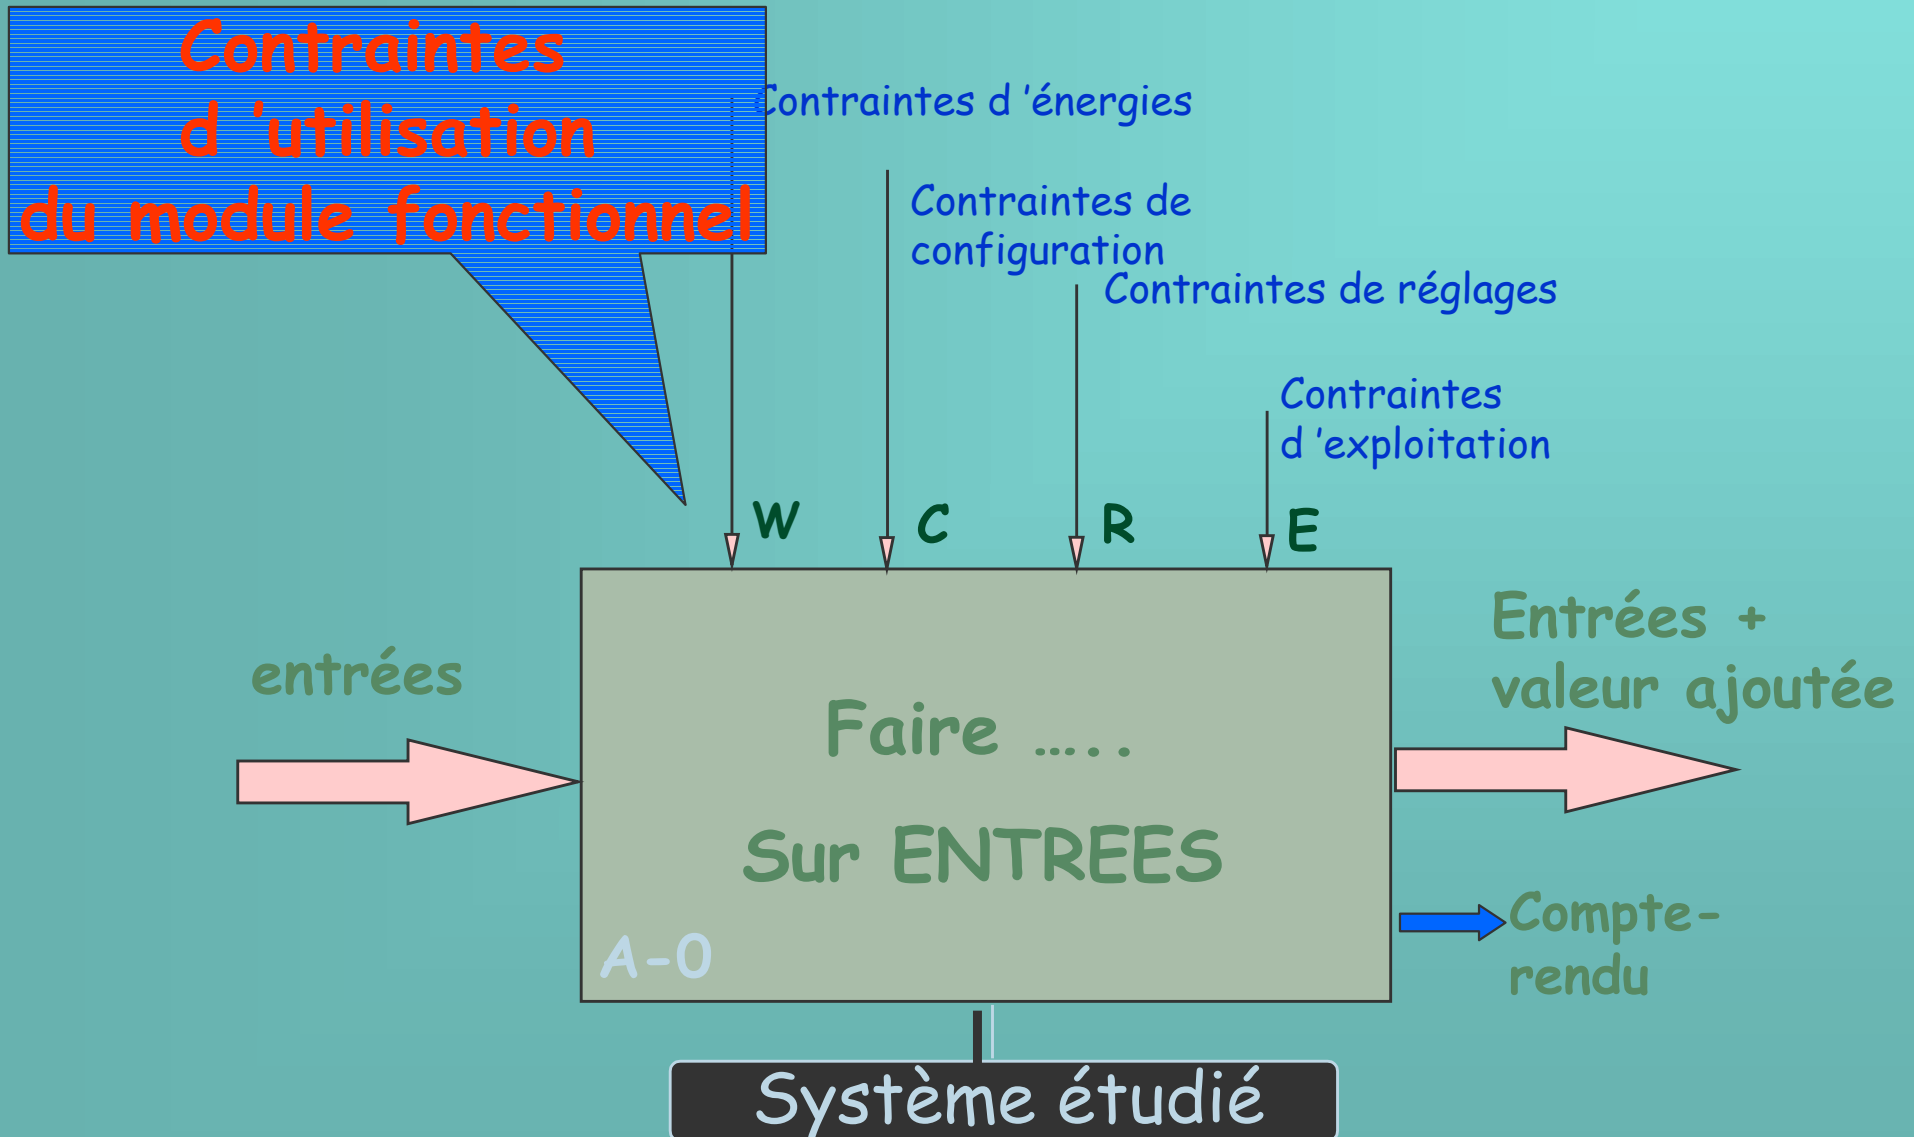 Contraintes
d ’utilisation
du module fonctionnel
Contraintes d ’énergies
Contraintes de
configuration
Contraintes de réglages
Contraintes
d ’exploitation
W
C
R
E
entrées
Entrées +
valeur ajoutée
Faire …..
Sur ENTREES
A-0
Compte-
rendu
Système étudié